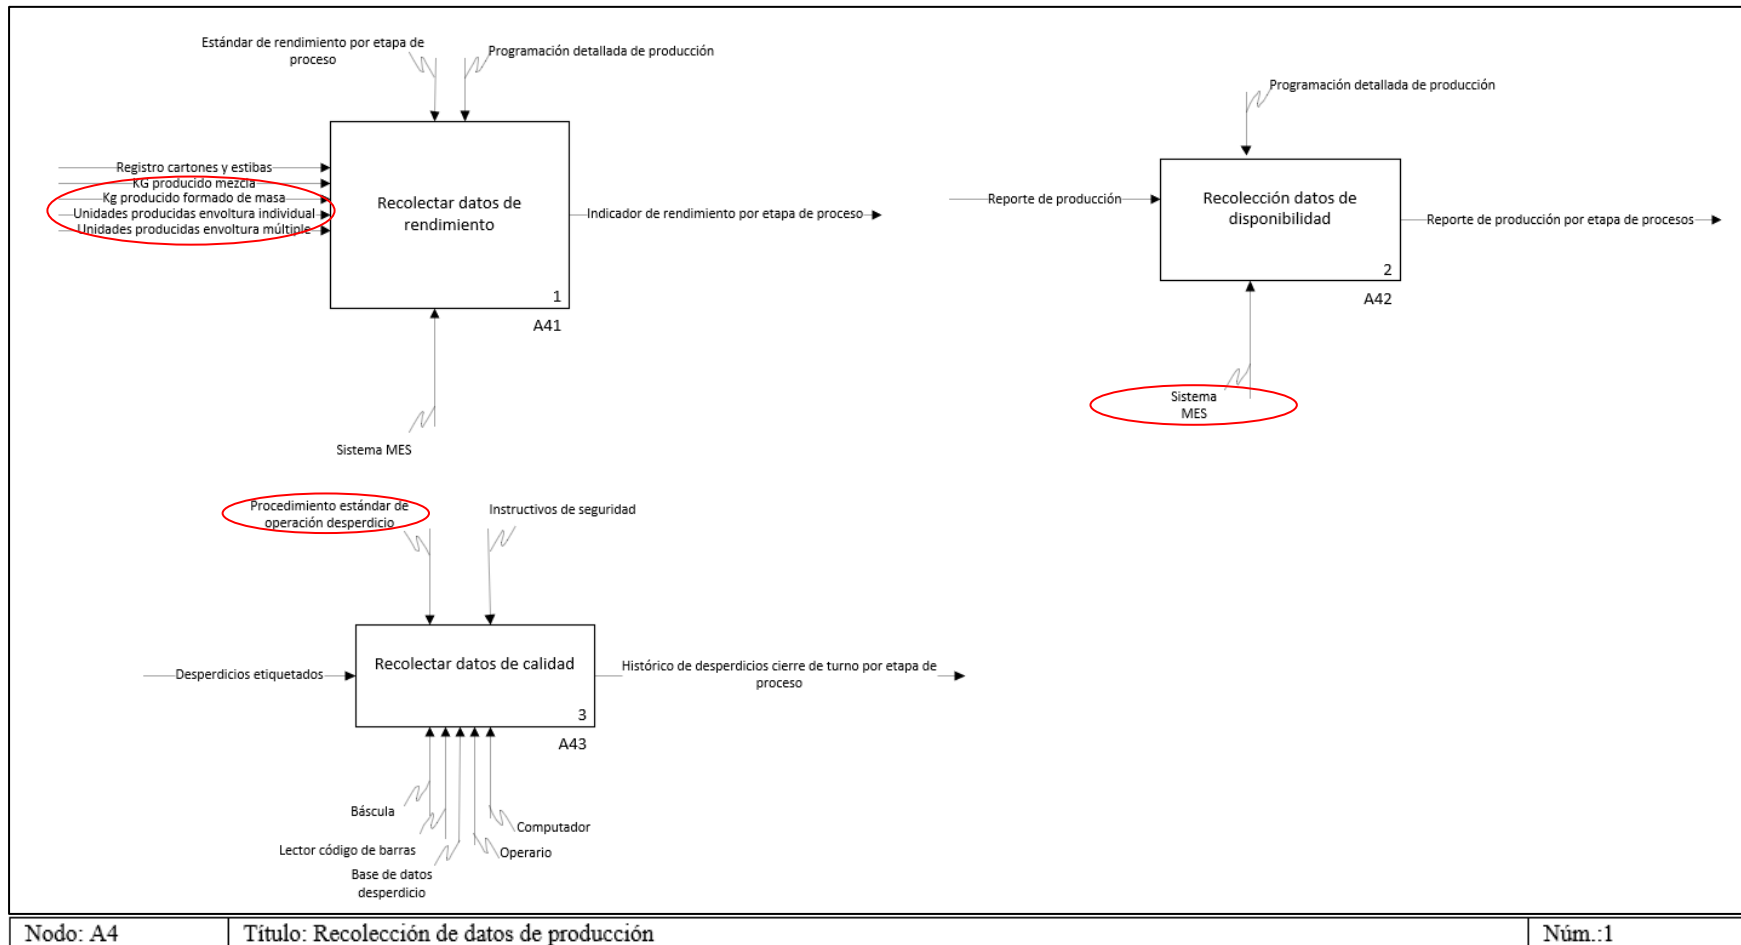 Estándar de rendimiento por etapa de
proceso
Programación detallada de producción
Registro cartones y estibas
KG producido mezcla
Kg producido formado de masa
Unidades producidas envoltura individual
Unidades producidas envoltura múltiple
Recolectar datos de
rendimiento
1
A41
Indicador de rendimiento por etapa de proceso
Sistema MES
Programación detallada de producción
Reporte de producción
Recolección datos de
disponibilidad
2
A42
Reporte de producción por etapa de procesos
Sistema
MES
Procedimiento estándar de
operación desperdicio
Instructivos de seguridad
Desperdicios etiquetados
Recolectar datos de calidad
3
A43
Histórico de desperdicios cierre de turno por etapa de
proceso
Báscula
Lector código de barras
Base de datos
desperdicio
Operario
Computador
Nodo: A4
Título: Recolección de datos de producción
Núm.:1